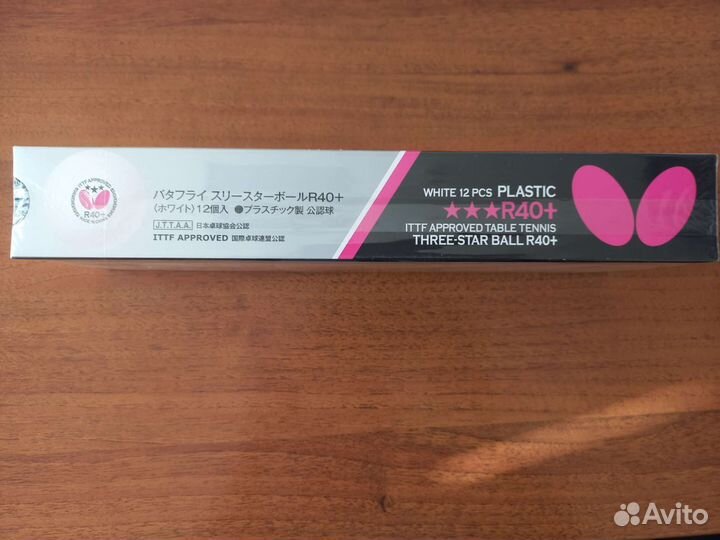 R40+
バタフライ スリースターボールR40+
(ホワイト)12個入 ●プラスチック製 公認球
J.T.T.A.A. 日本卓球協会公認
ITTF APPROVED 国際卓球連盟公認
WHITE 12 PCS PLASTIC
★★★R40+
ITTF APPROVED TABLE TENNIS
THREE-STAR BALL R40+
Avito